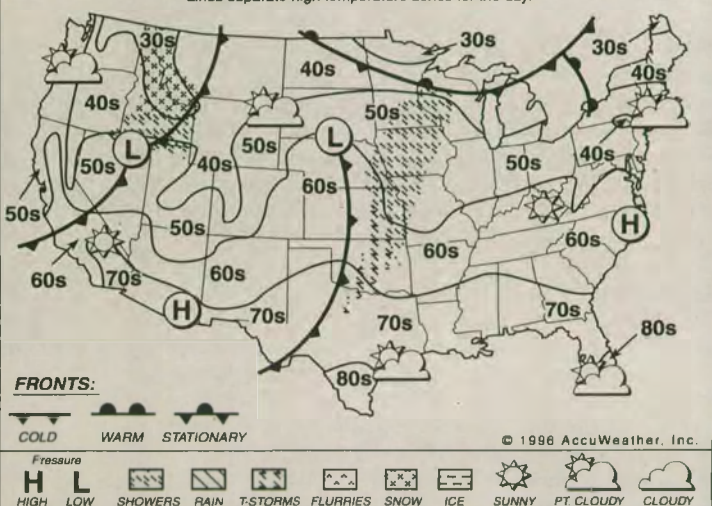 Lines separate high temperature zones for the day.
30s
30s
30s
40s
40s
40s
50s
L
L
50s
50s
40s
50s
40s
60s
50s
50s
H
60s
60s
60s
70s
60s
H
70s
70s
70s
80s
80s
FRONTS:
COLD WARM STATIONARY
© 1996 AccuWeather, Inc.
Pressure
H L
HIGH LOW SHOWERS RAIN T-STORMS FLURRIES SNOW ICE SUNNY PT. CLOUDY CLOUDY